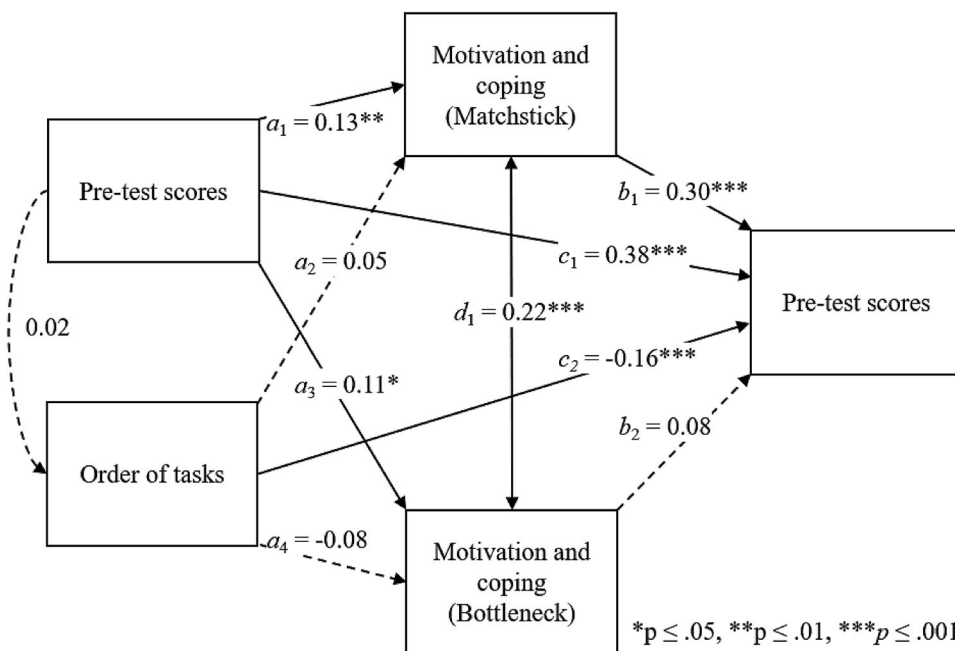 Motivation and
coping
(Matchstick)
a₁ = 0.13**
Pre-test scores
b₁ = 0.30***
a₂ = 0.05
c₁ = 0.38***
Pre-test scores
0.02
d₁ = 0.22***
c₂ = -0.16***
a₃ = 0.11*
b₂ = 0.08
Order of tasks
a₄ = -0.08
Motivation and
coping
(Bottleneck)
*p ≤ .05, **p ≤ .01, ***p ≤ .001